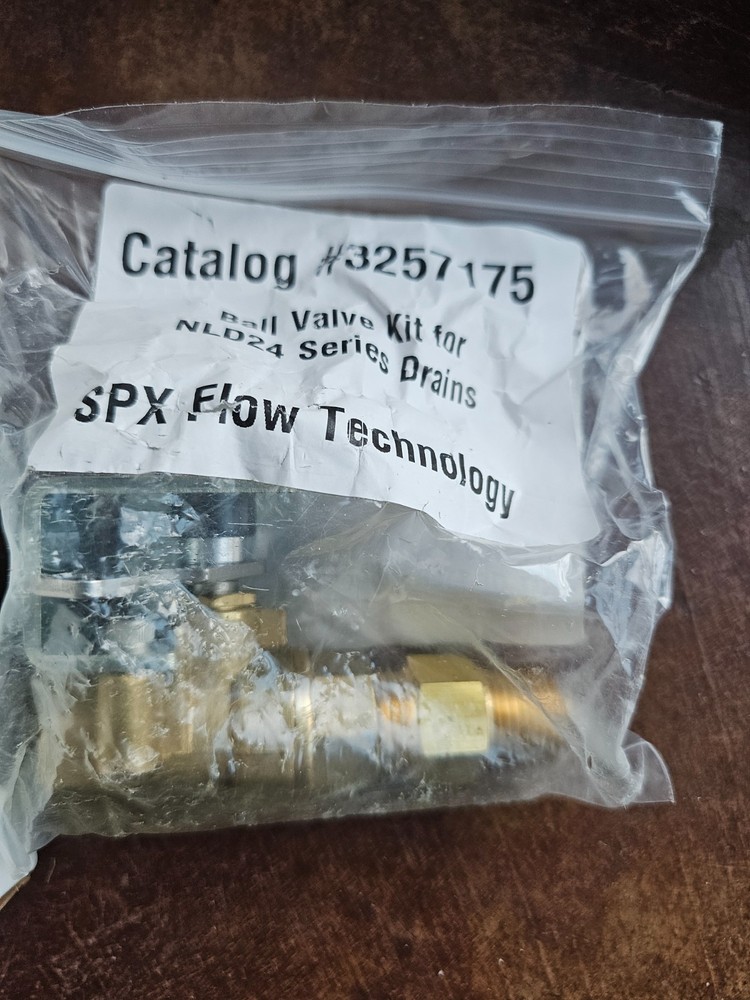 Catalog #3257175
Ball Valve Kit for
NLD24 Series Drains
SPX Flow Technology